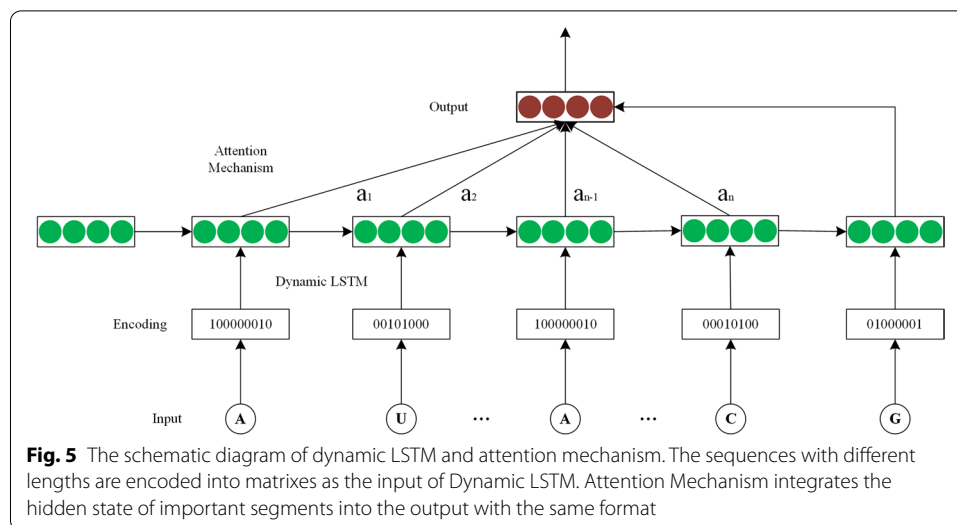 Output
Attention
Mechanism
a1 a2 an-1 an
Dynamic LSTM
Encoding 100000010 00101000 100000010 00010100 01000001
Input A U ... A ... C G
Fig. 5 The schematic diagram of dynamic LSTM and attention mechanism. The sequences with different
lengths are encoded into matrixes as the input of Dynamic LSTM. Attention Mechanism integrates the
hidden state of important segments into the output with the same format